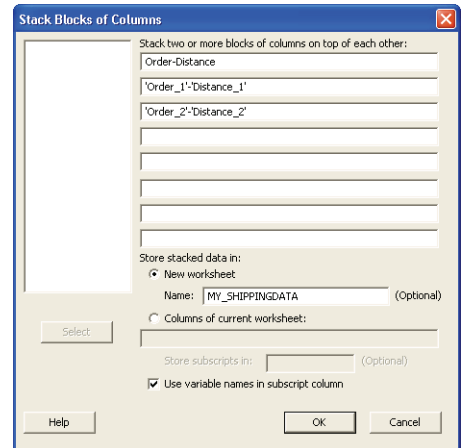 Stack Blocks of Columns
Stack two or more blocks of columns on top of each other:
Order-Distance
'Order_1'-'Distance_1'
'Order_2'-'Distance_2'
Store stacked data in:
New worksheet
Name: MY_SHIPPINGDATA (Optional)
Columns of current worksheet:
Select
Store subscripts in: (Optional)
Use variable names in subscript column
Help OK Cancel